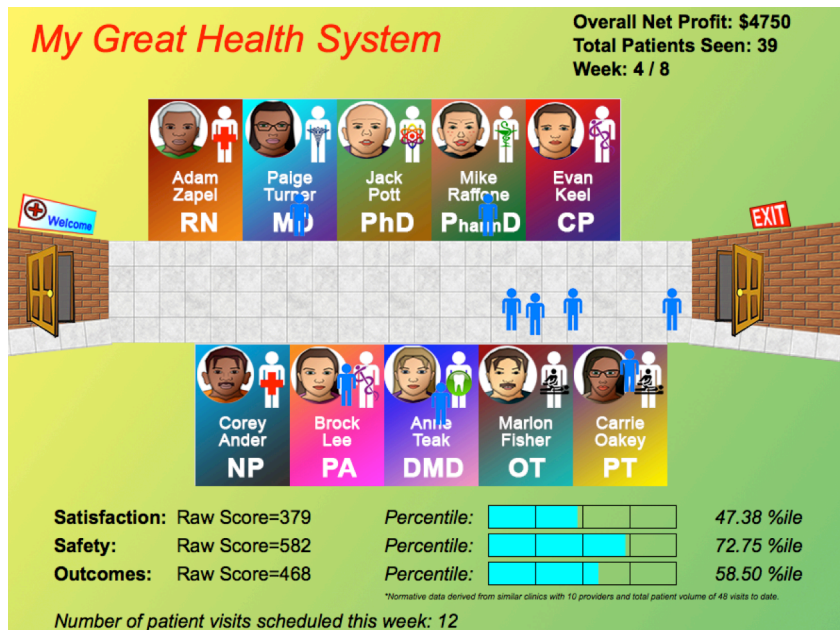 My Great Health System
Overall Net Profit: $4750
Total Patients Seen: 39
Week: 4 / 8
Adam
Zapel
RN
Paige
Turner
MD
Jack
Pott
PhD
Mike
Raffone
PharmD
Evan
Keel
CP
Welcome
EXIT
Corey
Ander
NP
Brock
Lee
PA
Anne
Teak
DMD
Marlon
Fisher
OT
Carrie
Oakey
PT
Satisfaction: Raw Score=379 Percentile: 47.38 %ile
Safety: Raw Score=582 Percentile: 72.75 %ile
Outcomes: Raw Score=468 Percentile: 58.50 %ile
*Normative data derived from similar clinics with 10 providers and total patient volume of 48 visits to date.
Number of patient visits scheduled this week: 12